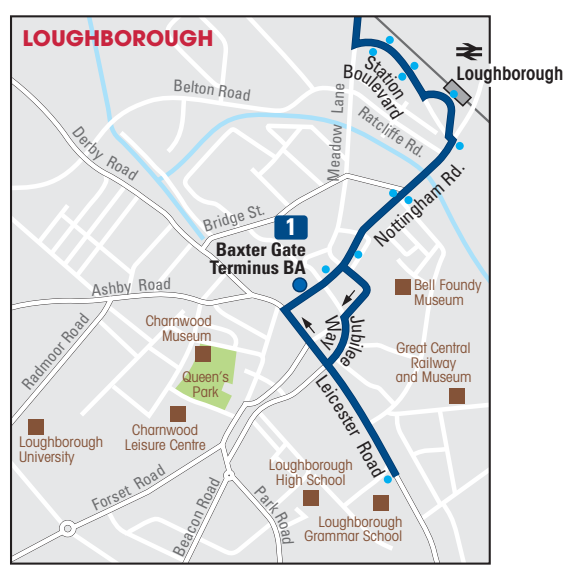 LOUGHBOROUGH
Loughborough
Station
Boulevard
Belton Road
Meadow Lane
Ratcliffe Rd.
Derby Road
Nottingham Rd.
Bridge St.
1
Baxter Gate
Terminus BA
Ashby Road
Bell Foundy
Museum
Jubilee
Way
Charnwood
Museum
Radmoor Road
Great Central
Railway
and Museum
Queen's
Park
Leicester Road
Charnwood
Leisure Centre
Loughborough
University
Loughborough
High School
Forset Road
Beacon Road
Park Road
Loughborough
Grammar School